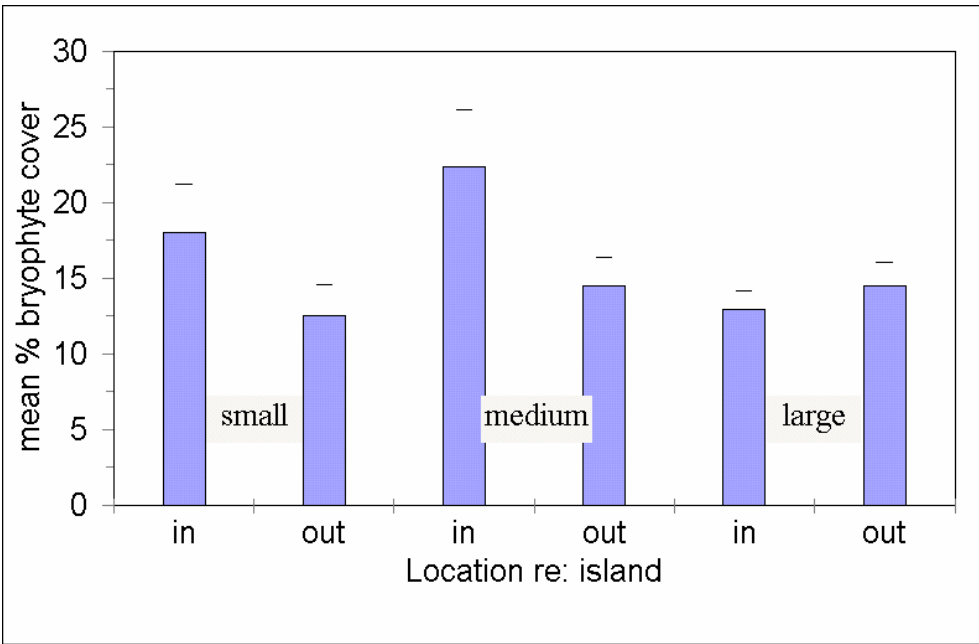 mean % bryophyte cover
30
25
20
15
10
5
0
small
medium
large
in
out
in
out
in
out
Location re: island